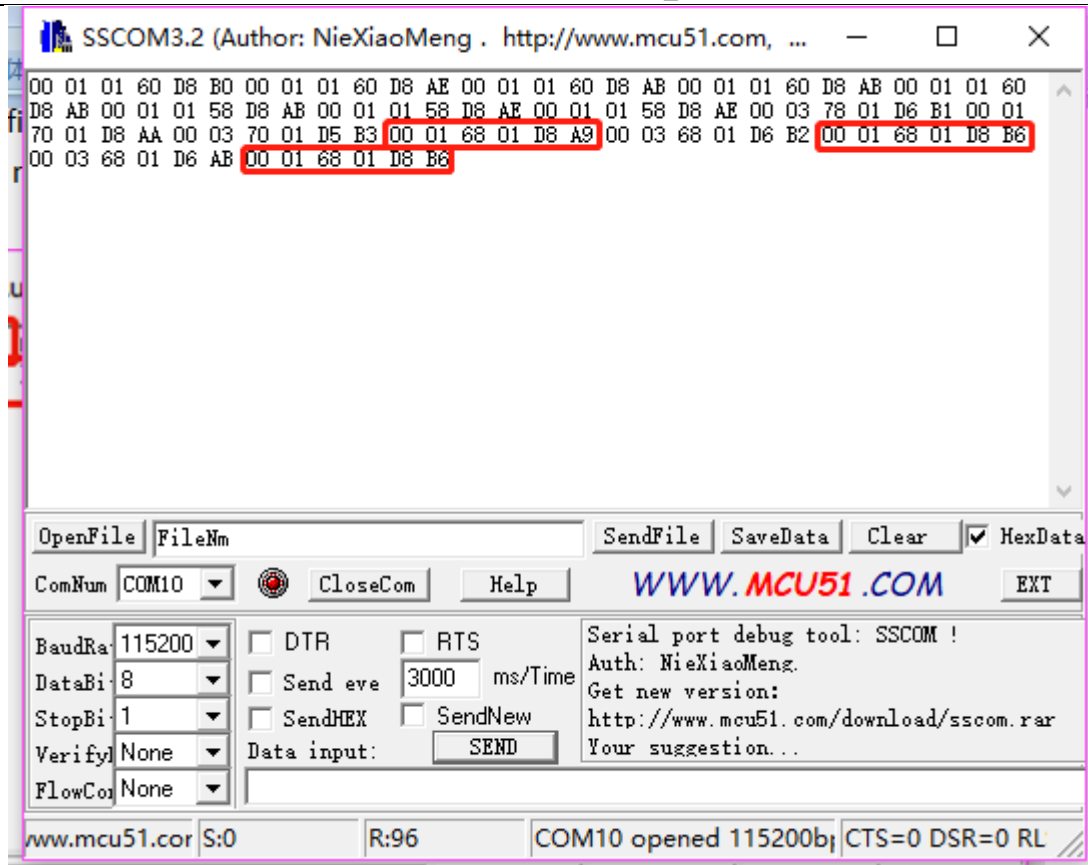 SSCOM3.2 (Author: NieXiaoMeng .  http://www.mcu51.com,  ...
00 01 01 60 D8 B0 00 01 01 60 D8 AE 00 01 01 60 D8 AB 00 01 01 60 D8 AB 00 01 01 60
D8 AB 00 01 01 58 D8 AB 00 01 01 58 D8 AE 00 01 01 58 D8 AE 00 03 78 01 D6 B1 00 01
70 01 D8 AA 00 03 70 01 D5 B3 00 01 68 01 D8 A9 00 03 68 01 D6 B2 00 01 68 01 D8 B6
00 03 68 01 D6 AB 00 01 68 01 D8 B6
OpenFile FileNm SendFile SaveData Clear HexData
ComNum COM10 CloseCom Help WWW.MCU51.COM EXT
BaudRa 115200 DTR RTS
DataBi 8 Send eve 3000 ms/Time
StopBi 1 SendHEX SendNew
Verify None Data input: SEND
FlowCo None
Serial port debug tool: SSCOM !
Auth: NieXiaoMeng.
Get new version:
http://www.mcu51.com/download/sscom.rar
Your suggestion...
www.mcu51.cor S:0 R:96 COM10 opened 115200b CTS=0 DSR=0 RL